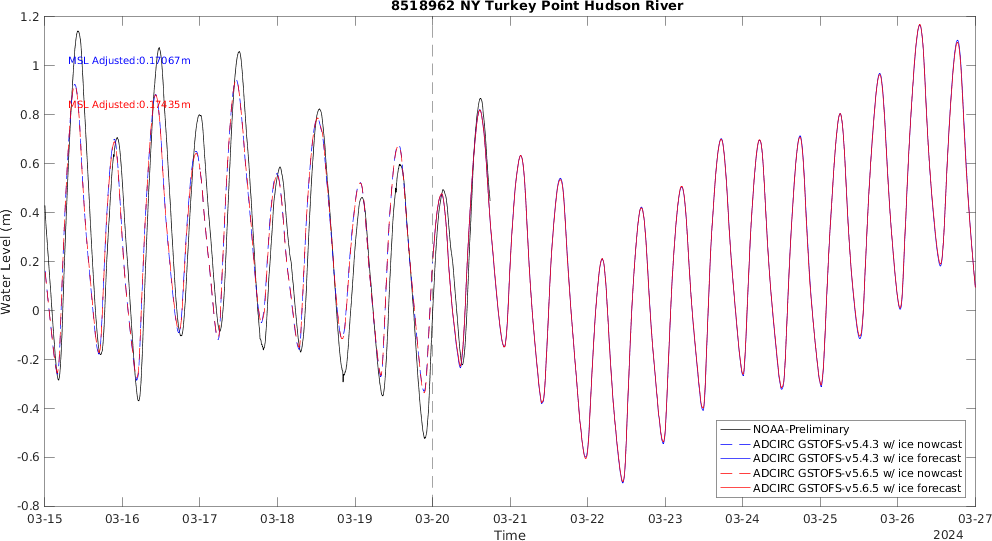 8518962 NY Turkey Point Hudson River
1.2
1
0.8
0.6
0.4
0.2
0
-0.2
-0.4
-0.6
-0.8
Water Level (m)
MSL Adjusted:0.17067m
MSL Adjusted:0.17435m
NOAA-Preliminary
ADCIRC GSTOFS-v5.4.3 w/ ice nowcast
ADCIRC GSTOFS-v5.4.3 w/ ice forecast
ADCIRC GSTOFS-v5.6.5 w/ ice nowcast
ADCIRC GSTOFS-v5.6.5 w/ ice forecast
03-15 03-16 03-17 03-18 03-19 03-20 03-21 03-22 03-23 03-24 03-25 03-26 03-27
Time
2024